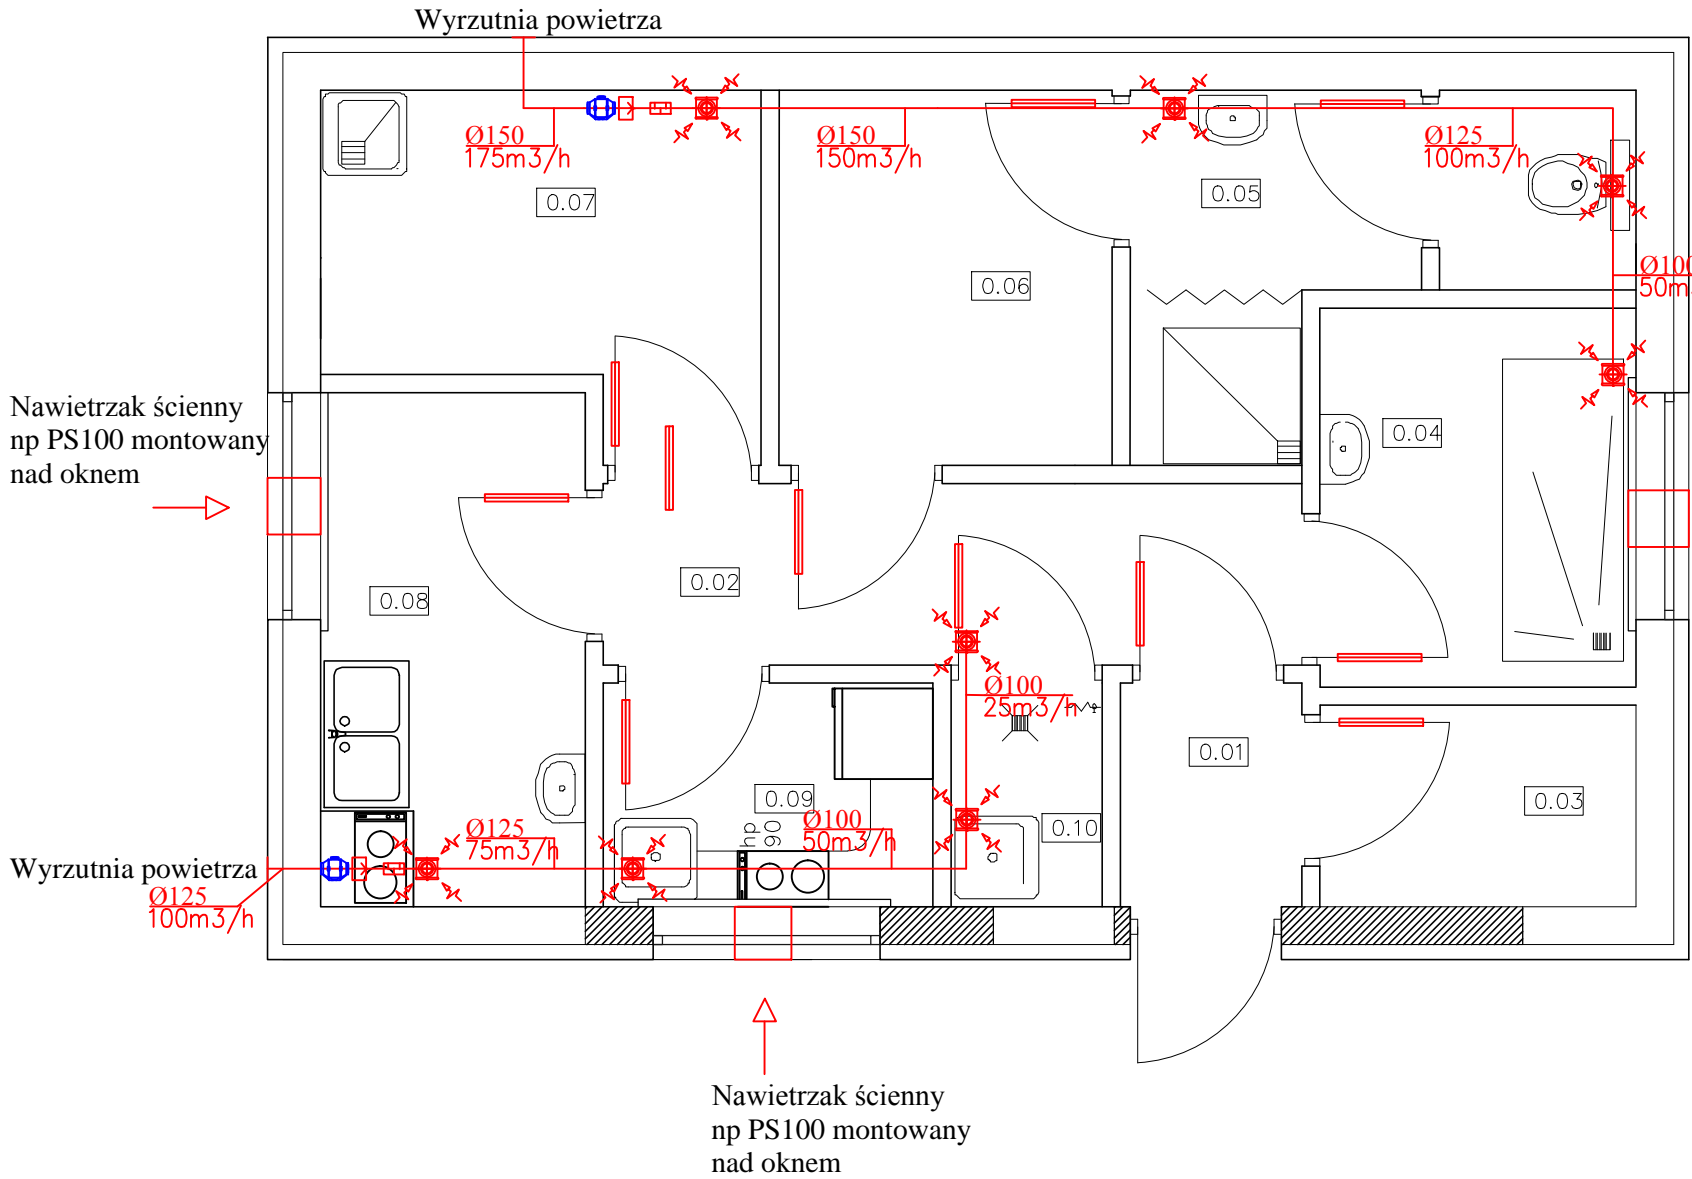 Wyrzutnia powietrza
Ø150
175m3/h
Ø150
150m3/h
Ø125
100m3/h
0.07
0.05
0.06
Ø100
50m
Nawietrzak ścienny
np PS100 montowany
nad oknem
0.04
0.02
0.08
Ø100
25m3/h
0.01
0.09
0.03
hp
90
0.10
Ø125
75m3/h
Ø100
50m3/h
Wyrzutnia powietrza
Ø125
100m3/h
Nawietrzak ścienny
np PS100 montowany
nad oknem